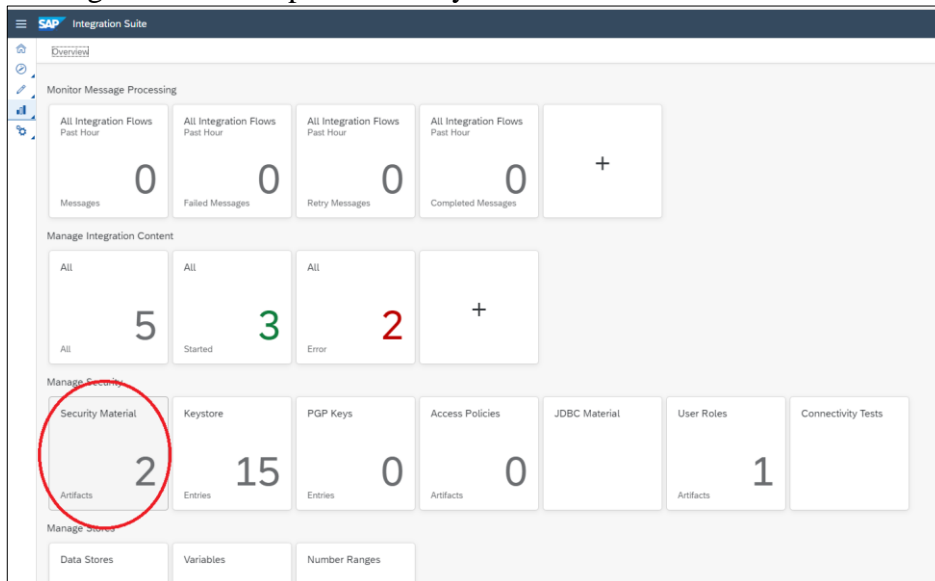 SAP Integration Suite
Overview
Monitor Message Processing
All Integration Flows
Past Hour
0
Messages
All Integration Flows
Past Hour
0
Failed Messages
All Integration Flows
Past Hour
0
Retry Messages
All Integration Flows
Past Hour
0
Completed Messages
+
Manage Integration Content
All
5
All
All
3
Started
All
2
Error
+
Manage Security
Security Material
2
Artifacts
Keystore
15
Entries
PGP Keys
0
Entries
Access Policies
0
Artifacts
JDBC Material
User Roles
1
Artifacts
Connectivity Tests
Manage Stores
Data Stores
Variables
Number Ranges